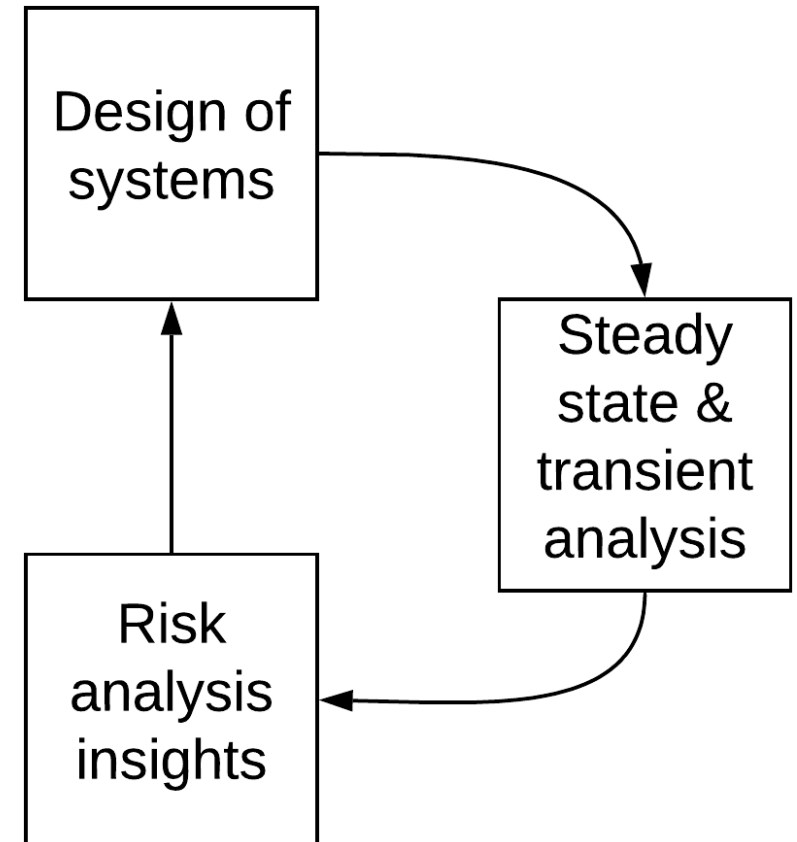 Design of
systems
Steady
state &
transient
analysis
Risk
analysis
insights